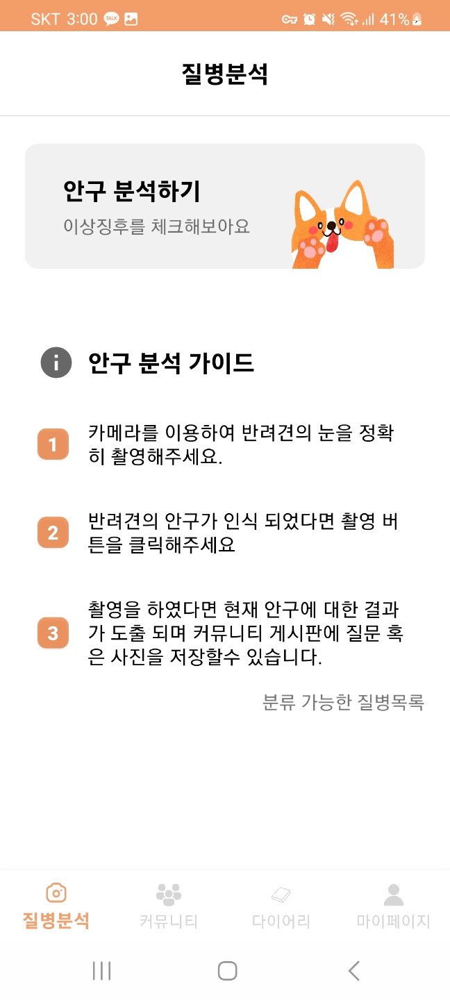 SKT 3:00 TALK 41%
질병분석
안구 분석하기
이상징후를 체크해보아요
안구 분석 가이드
1
카메라를 이용하여 반려견의 눈을 정확
히 촬영해주세요.
2
반려견의 안구가 인식 되었다면 촬영 버
튼을 클릭해주세요
3
촬영을 하였다면 현재 안구에 대한 결과
가 도출 되며 커뮤니티 게시판에 질문 혹
은 사진을 저장할수 있습니다.
분류 가능한 질병목록
질병분석 커뮤니티 다이어리 마이페이지